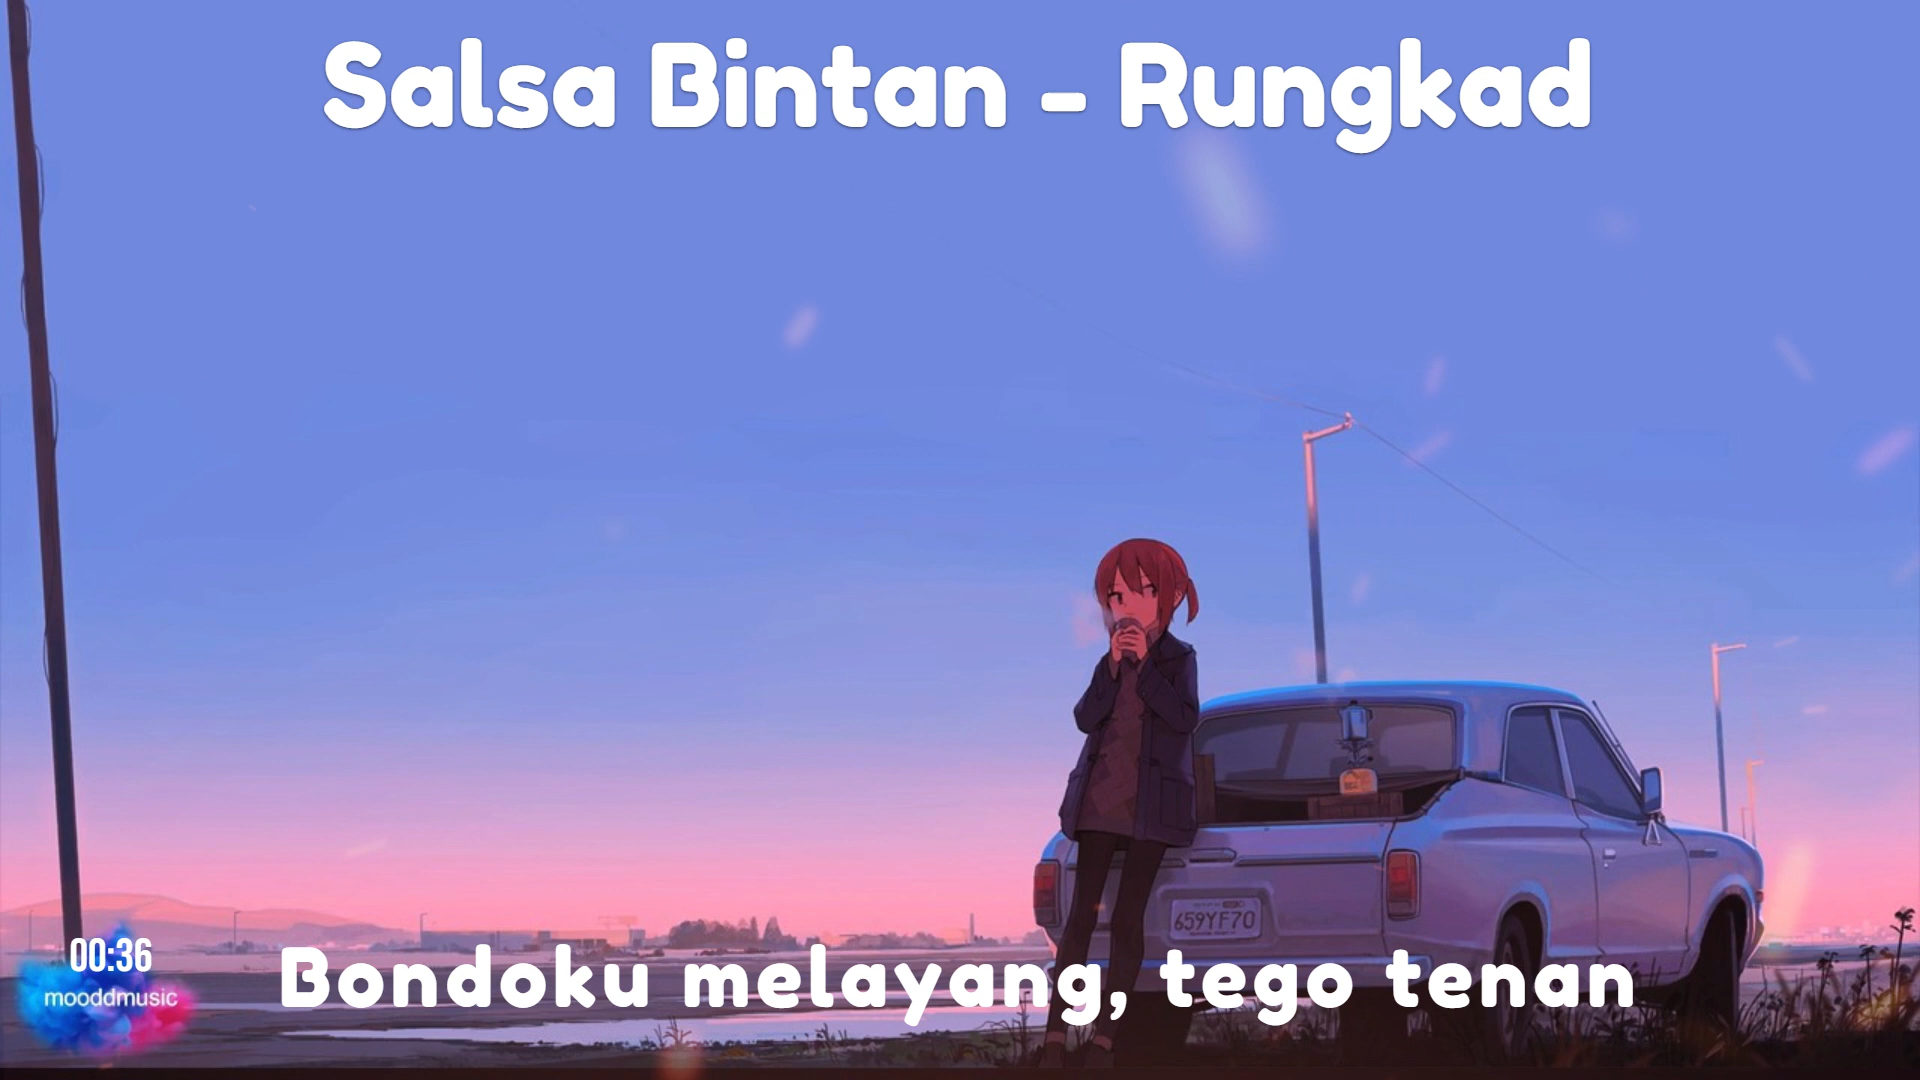 Salsa Bintan - Rungkad
659YF70
00:36
mooddmusic
Bondoku melayang, tego tenan